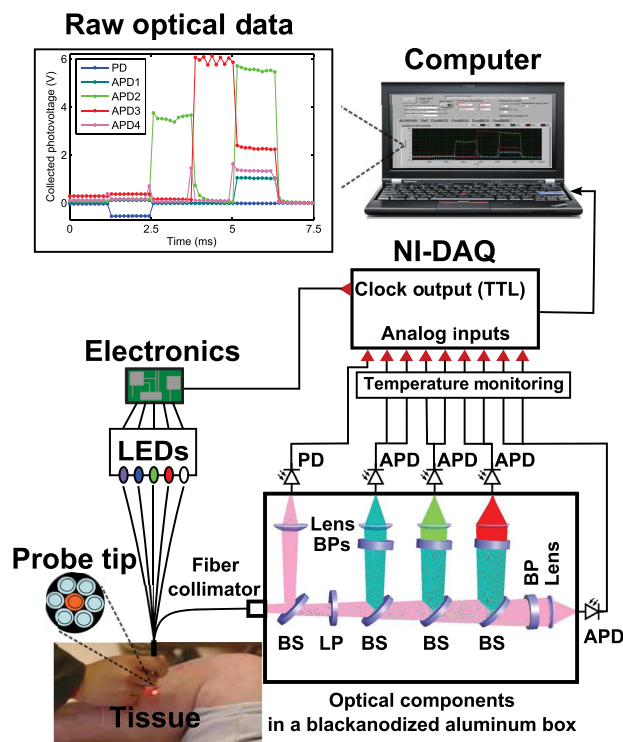 Raw optical data
Computer
Collected photovoltage (V)
6
4
2
0
PD
APD1
APD2
APD3
APD4
0
2.5
5
7.5
Time (ms)
NI-DAQ
Clock output (TTL)
Analog inputs
Temperature monitoring
Electronics
LEDs
PD
APD
APD
APD
Lens
BPs
Probe tip
Fiber
collimator
BP
Lens
BS
LP
BS
BS
BS
APD
Tissue
Optical components
in a blackanodized aluminum box